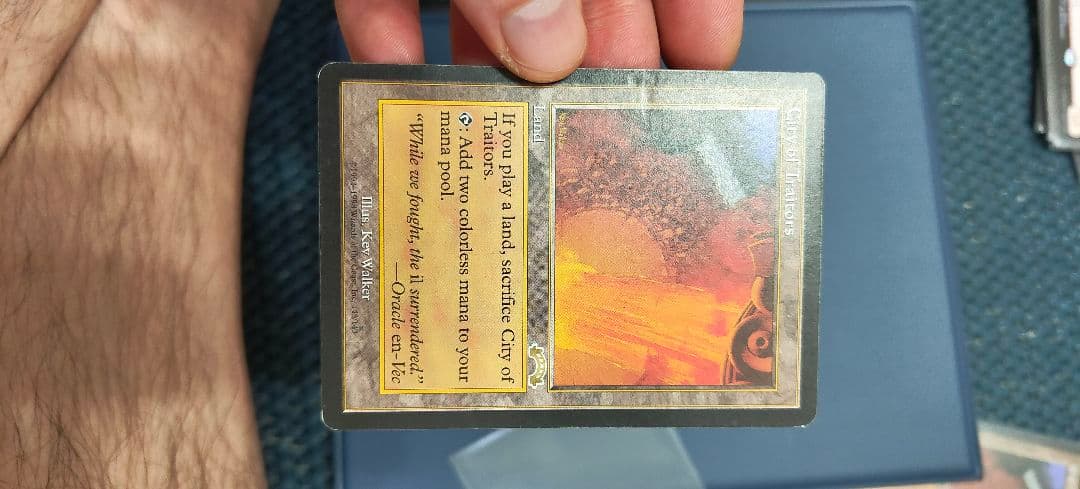 City of Traitors
Land
If you play a land, sacrifice City of
Traitors.
: Add two colorless mana to your
mana pool.
“While we fought, the il surrendered.”
—Oracle en-Vec
Illus. Kev Walker